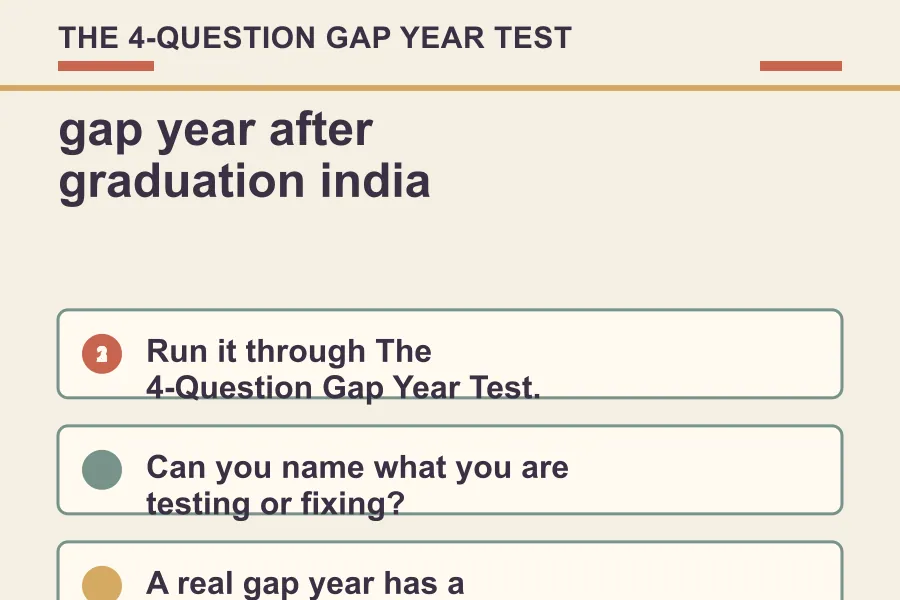 THE 4-QUESTION GAP YEAR TEST
gap year after
graduation india
Run it through The
4-Question Gap Year Test.
Can you name what you are
testing or fixing?
A real gap year has a